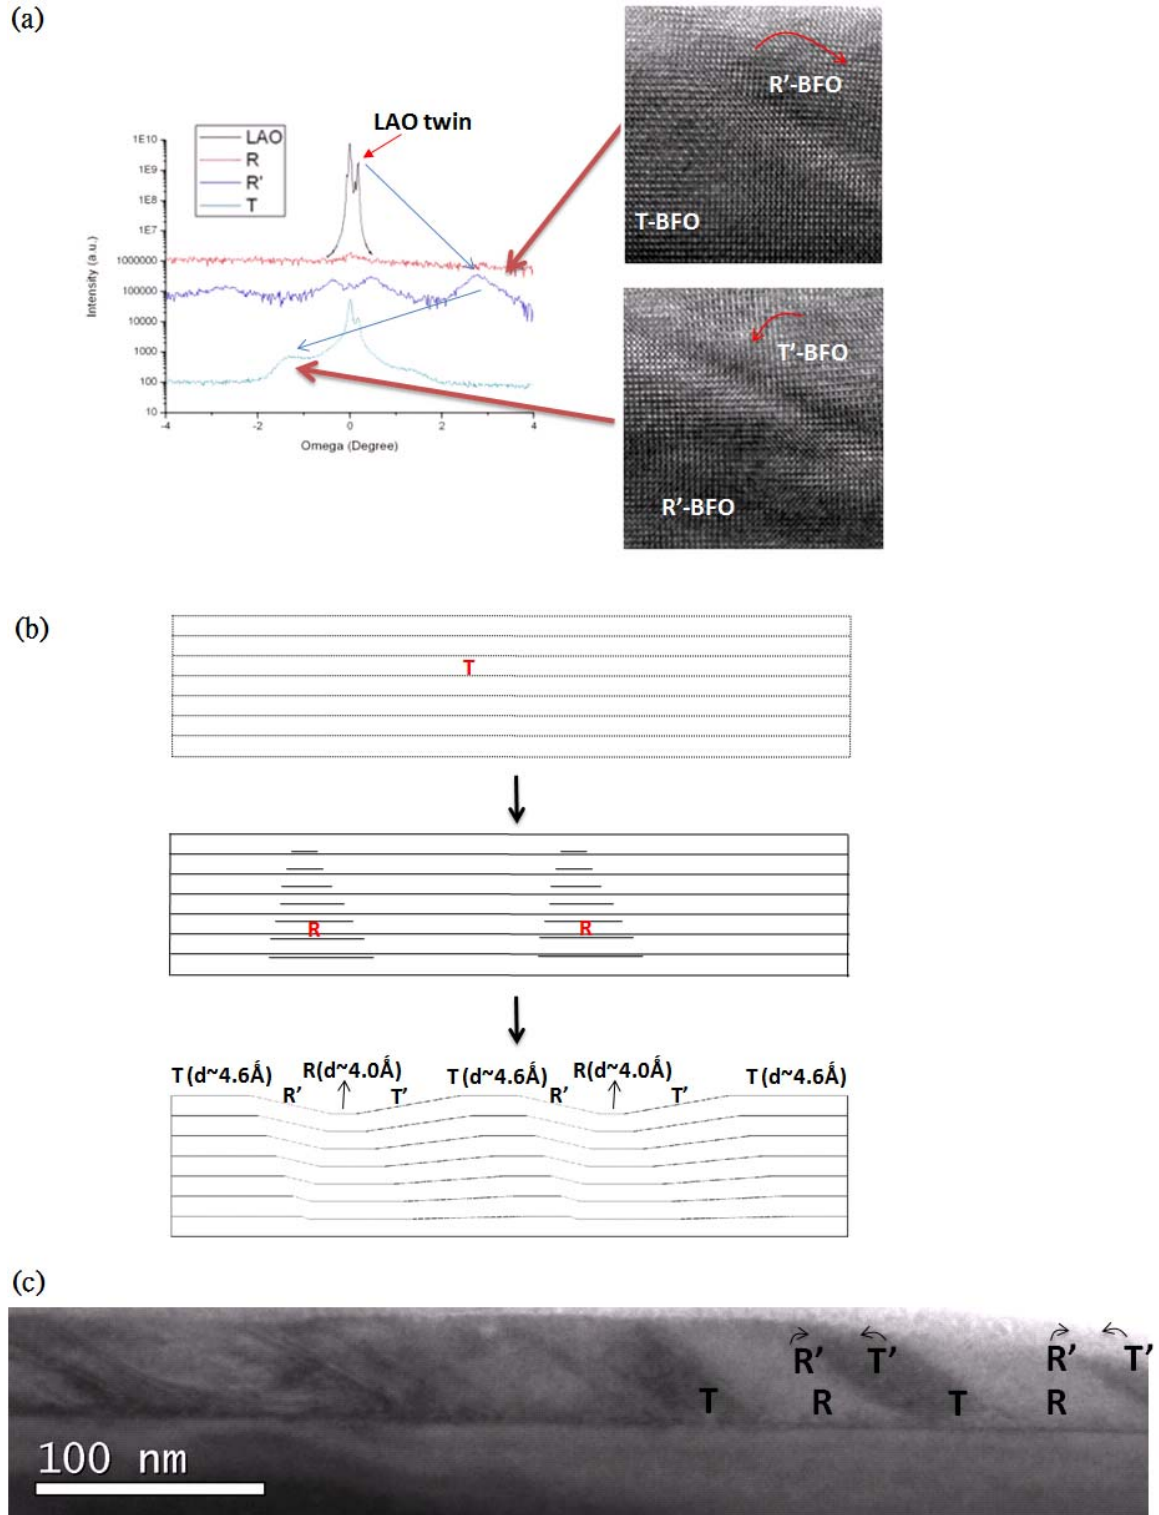 (a)
LAO twin
LAO
R
R'
T
1E10
1E9
1E8
1E7
1000000
100000
10000
1000
100
10
Intensity (a.u.)
-4
-2
0
2
4
Omega (Degree)
R'-BFO
T-BFO
T'-BFO
R'-BFO
(b)
T
R
R
T (d~4.6Å)
R(d~4.0Å)
T (d~4.6Å)
R(d~4.0Å)
T (d~4.6Å)
R'
T'
R'
T'
(c)
R'
T'
R'
T'
T
R
T
R
100 nm